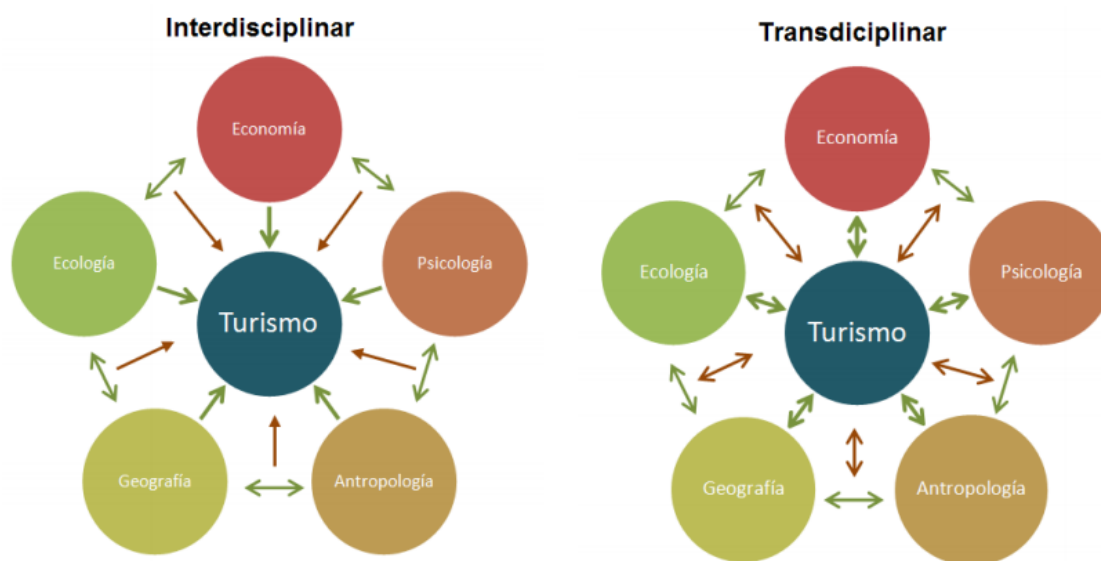 Interdisciplinar
Economía
Ecología
Psicología
Turismo
Geografía
Antropología
Transdiciplinar
Economía
Ecología
Psicología
Turismo
Geografía
Antropología